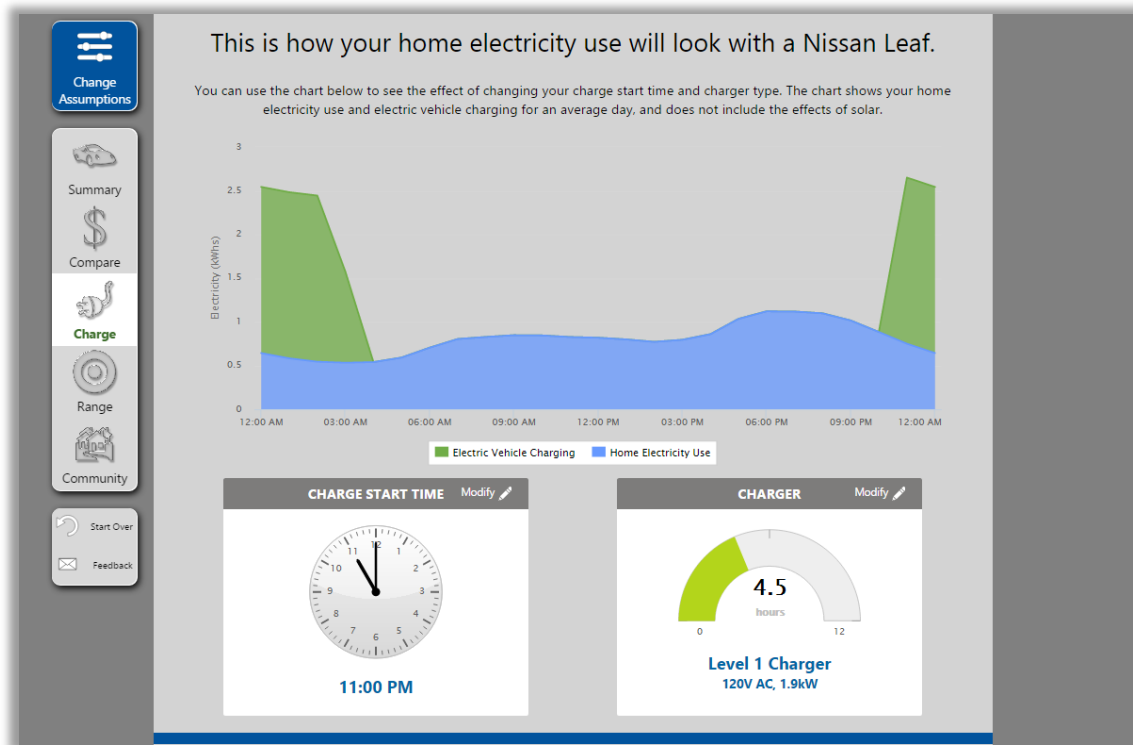 Change
Assumptions
Summary
$
Compare
Charge
Range
Community
Start Over
Feedback
This is how your home electricity use will look with a Nissan Leaf.
You can use the chart below to see the effect of changing your charge start time and charger type. The chart shows your home
electricity use and electric vehicle charging for an average day, and does not include the effects of solar.
Electricity (kWhs)
3
2.5
2
1.5
1
0.5
0
12:00 AM 03:00 AM 06:00 AM 09:00 AM 12:00 PM 03:00 PM 06:00 PM 09:00 PM 12:00 AM
Electric Vehicle Charging Home Electricity Use
CHARGE START TIME Modify
12
1
2
3
4
5
6
7
8
9
10
11
11:00 PM
CHARGER Modify
4.5
hours
0 12
Level 1 Charger
120V AC, 1.9kW